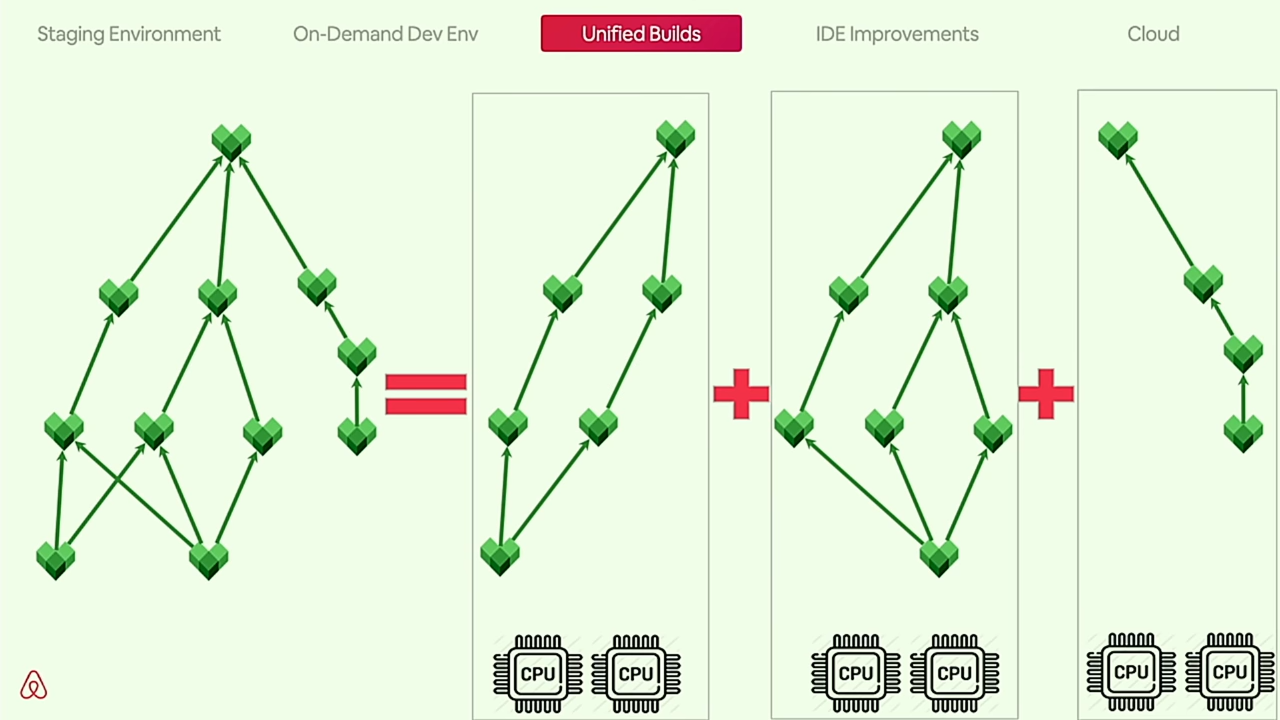 Staging Environment
On-Demand Dev Env
Unified Builds
IDE Improvements
Cloud
CPU
CPU
CPU
CPU
CPU
CPU